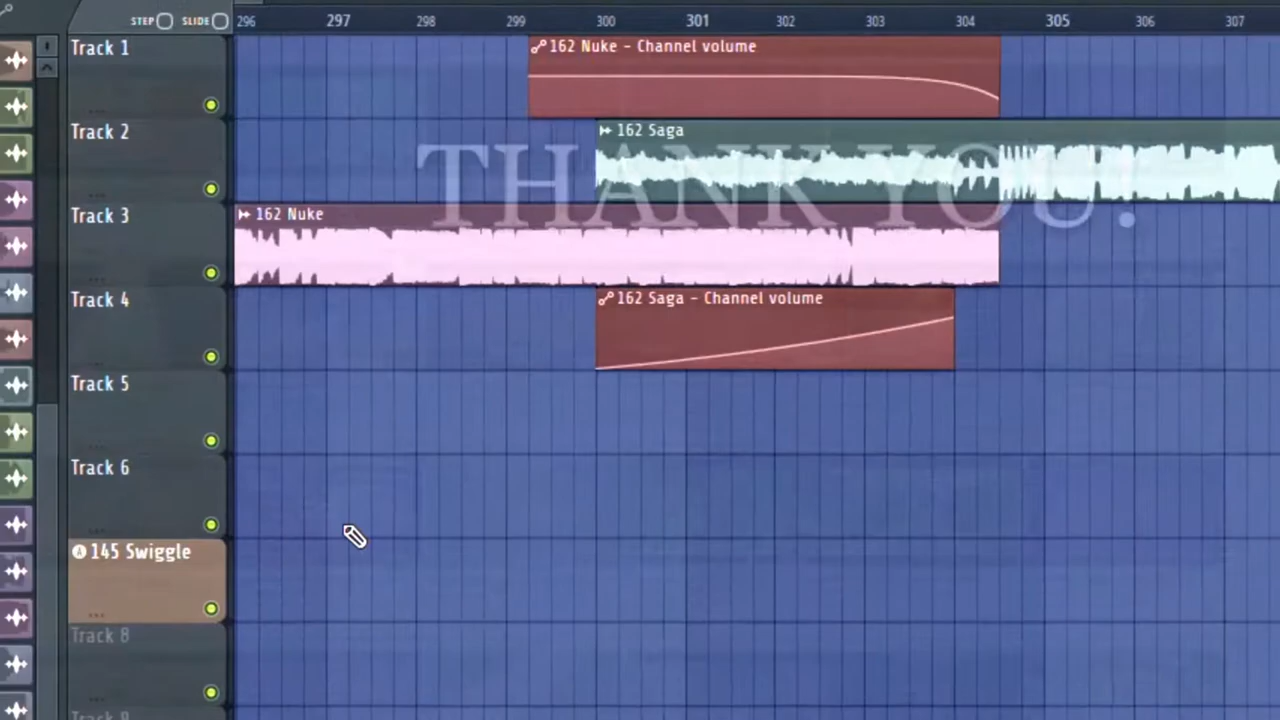 STEP SLIDE 296 297 298 299 300 301 302 303 304 305 306 307
Track 1
162 Nuke - Channel volume
Track 2
162 Saga
THANK YOU!
Track 3
162 Nuke
Track 4
162 Saga - Channel volume
Track 5
Track 6
145 Swiggle
Track 8
Track 9